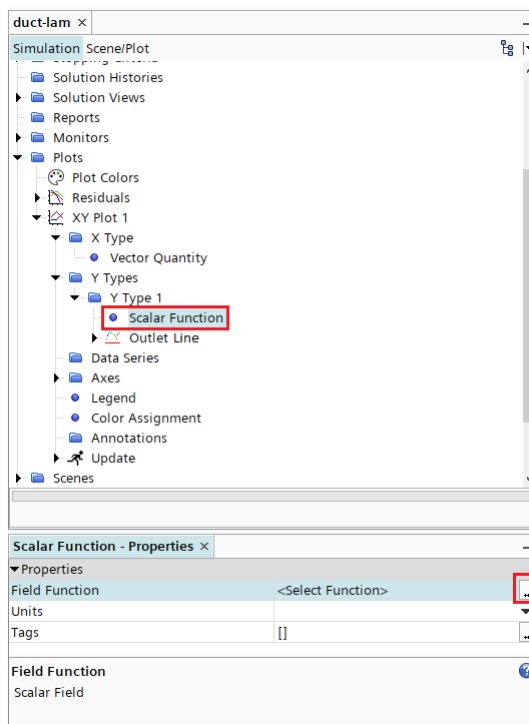 duct-lam ×
Simulation Scene/Plot
Stopping Criteria
Solution Histories
Solution Views
Reports
Monitors
Plots
Plot Colors
Residuals
XY Plot 1
X Type
Vector Quantity
Y Types
Y Type 1
Scalar Function
Outlet Line
Data Series
Axes
Legend
Color Assignment
Annotations
Update
Scenes
Scalar Function - Properties ×
Properties
Field Function <Select Function>
Units
Tags []
Field Function
Scalar Field